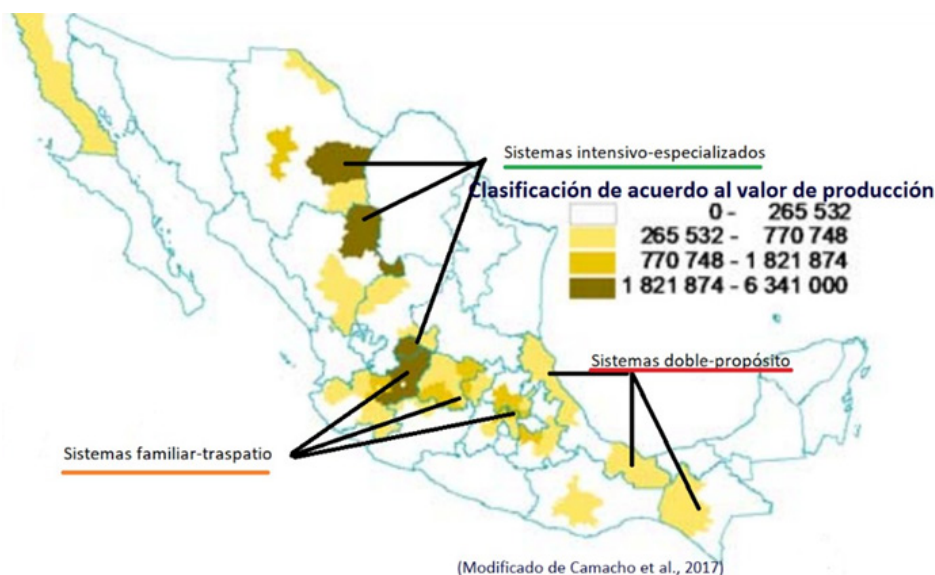 Sistemas intensivo-especializados
Clasificación de acuerdo al valor de producción
0 - 265 532
265 532 - 770 748
770 748 - 1 821 874
1 821 874 - 6 341 000
Sistemas doble-propósito
Sistemas familiar-traspatio
(Modificado de Camacho et al., 2017)